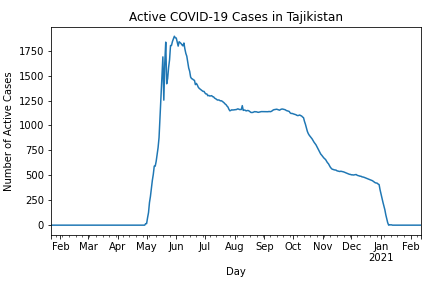 Active COVID-19 Cases in Tajikistan
Number of Active Cases
1750
1500
1250
1000
750
500
250
0
Feb Mar Apr May Jun Jul Aug Sep Oct Nov Dec Jan Feb
2021
Day